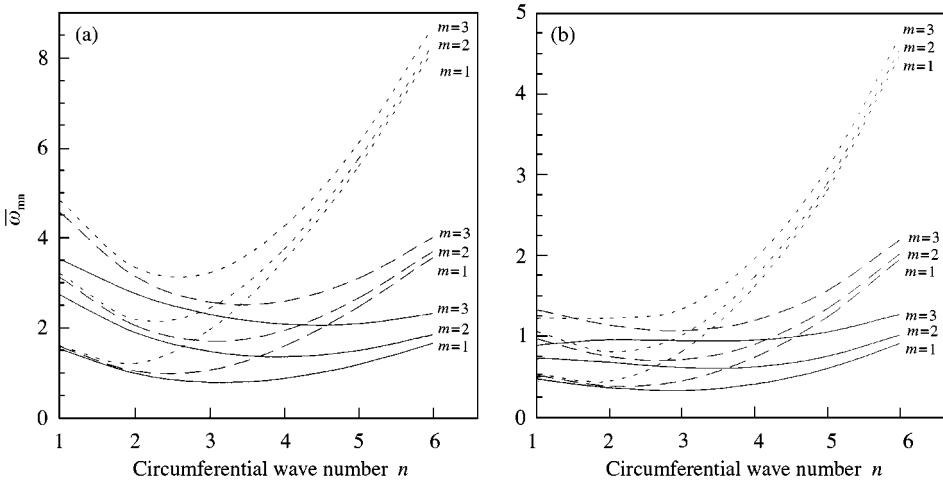 (a)
m=3
m=2
m=1
m=3
m=2
m=1
m=3
m=2
m=1
8
6
4
2
0
ω̅mn
1 2 3 4 5 6
Circumferential wave number n
(b)
m=3
m=2
m=1
m=3
m=2
m=1
m=3
m=2
m=1
5
4
3
2
1
0
1 2 3 4 5 6
Circumferential wave number n